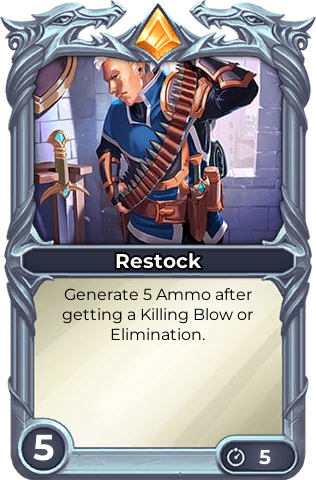 Restock
Generate 5 Ammo after
getting a Killing Blow or
Elimination.
5
5